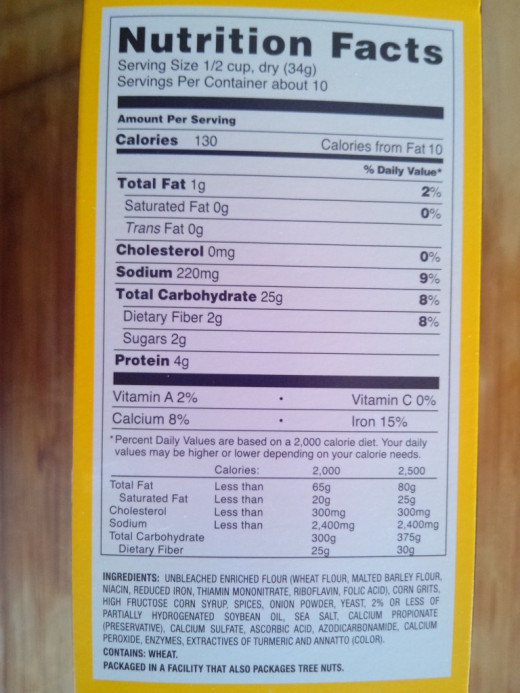 Nutrition Facts
Serving Size 1/2 cup, dry (34g)
Servings Per Container about 10
Amount Per Serving
Calories 130 Calories from Fat 10
% Daily Value*
Total Fat 1g 2%
Saturated Fat 0g 0%
Trans Fat 0g
Cholesterol 0mg 0%
Sodium 220mg 9%
Total Carbohydrate 25g 8%
Dietary Fiber 2g 8%
Sugars 2g
Protein 4g
Vitamin A 2% • Vitamin C 0%
Calcium 8% • Iron 15%
*Percent Daily Values are based on a 2,000 calorie diet. Your daily
values may be higher or lower depending on your calorie needs.
Calories: 2,000 2,500
Total Fat Less than 65g 80g
Saturated Fat Less than 20g 25g
Cholesterol Less than 300mg 300mg
Sodium Less than 2,400mg 2,400mg
Total Carbohydrate 300g 375g
Dietary Fiber 25g 30g
INGREDIENTS: UNBLEACHED ENRICHED FLOUR (WHEAT FLOUR, MALTED BARLEY FLOUR,
NIACIN, REDUCED IRON, THIAMIN MONONITRATE, RIBOFLAVIN, FOLIC ACID), CORN GRITS,
HIGH FRUCTOSE CORN SYRUP, SPICES, ONION POWDER, YEAST, 2% OR LESS OF
PARTIALLY HYDROGENATED SOYBEAN OIL, SEA SALT, CALCIUM PROPIONATE
(PRESERVATIVE), CALCIUM SULFATE, ASCORBIC ACID, AZODICARBONAMIDE, CALCIUM
PEROXIDE, ENZYMES, EXTRACTIVES OF TURMERIC AND ANNATTO (COLOR).
CONTAINS: WHEAT.
PACKAGED IN A FACILITY THAT ALSO PACKAGES TREE NUTS.